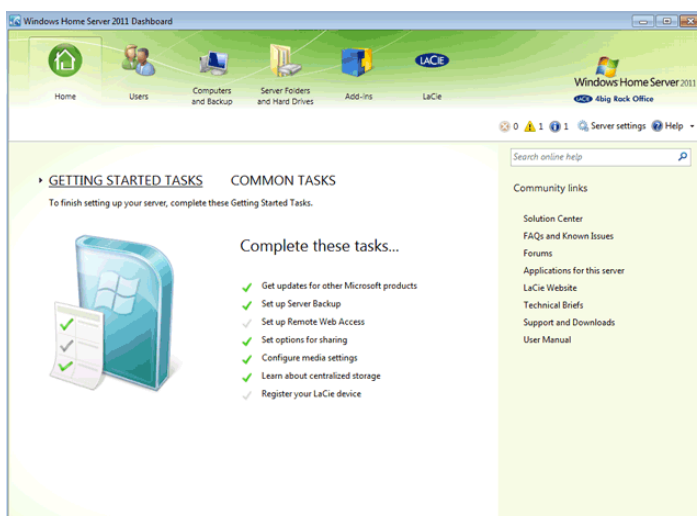 Windows Home Server 2011 Dashboard
Home
Users
Computers
and Backup
Server Folders
and Hard Drives
Add-Ins
LACIE
LaCie
Windows Home Server 2011
LACIE 4big Rack Office
0 1 1 Server settings Help
Search online help
GETTING STARTED TASKS COMMON TASKS
To finish setting up your server, complete these Getting Started Tasks.
Complete these tasks...
Get updates for other Microsoft products
Set up Server Backup
Set up Remote Web Access
Set options for sharing
Configure media settings
Learn about centralized storage
Register your LaCie device
Community links
Solution Center
FAQs and Known Issues
Forums
Applications for this server
LaCie Website
Technical Briefs
Support and Downloads
User Manual